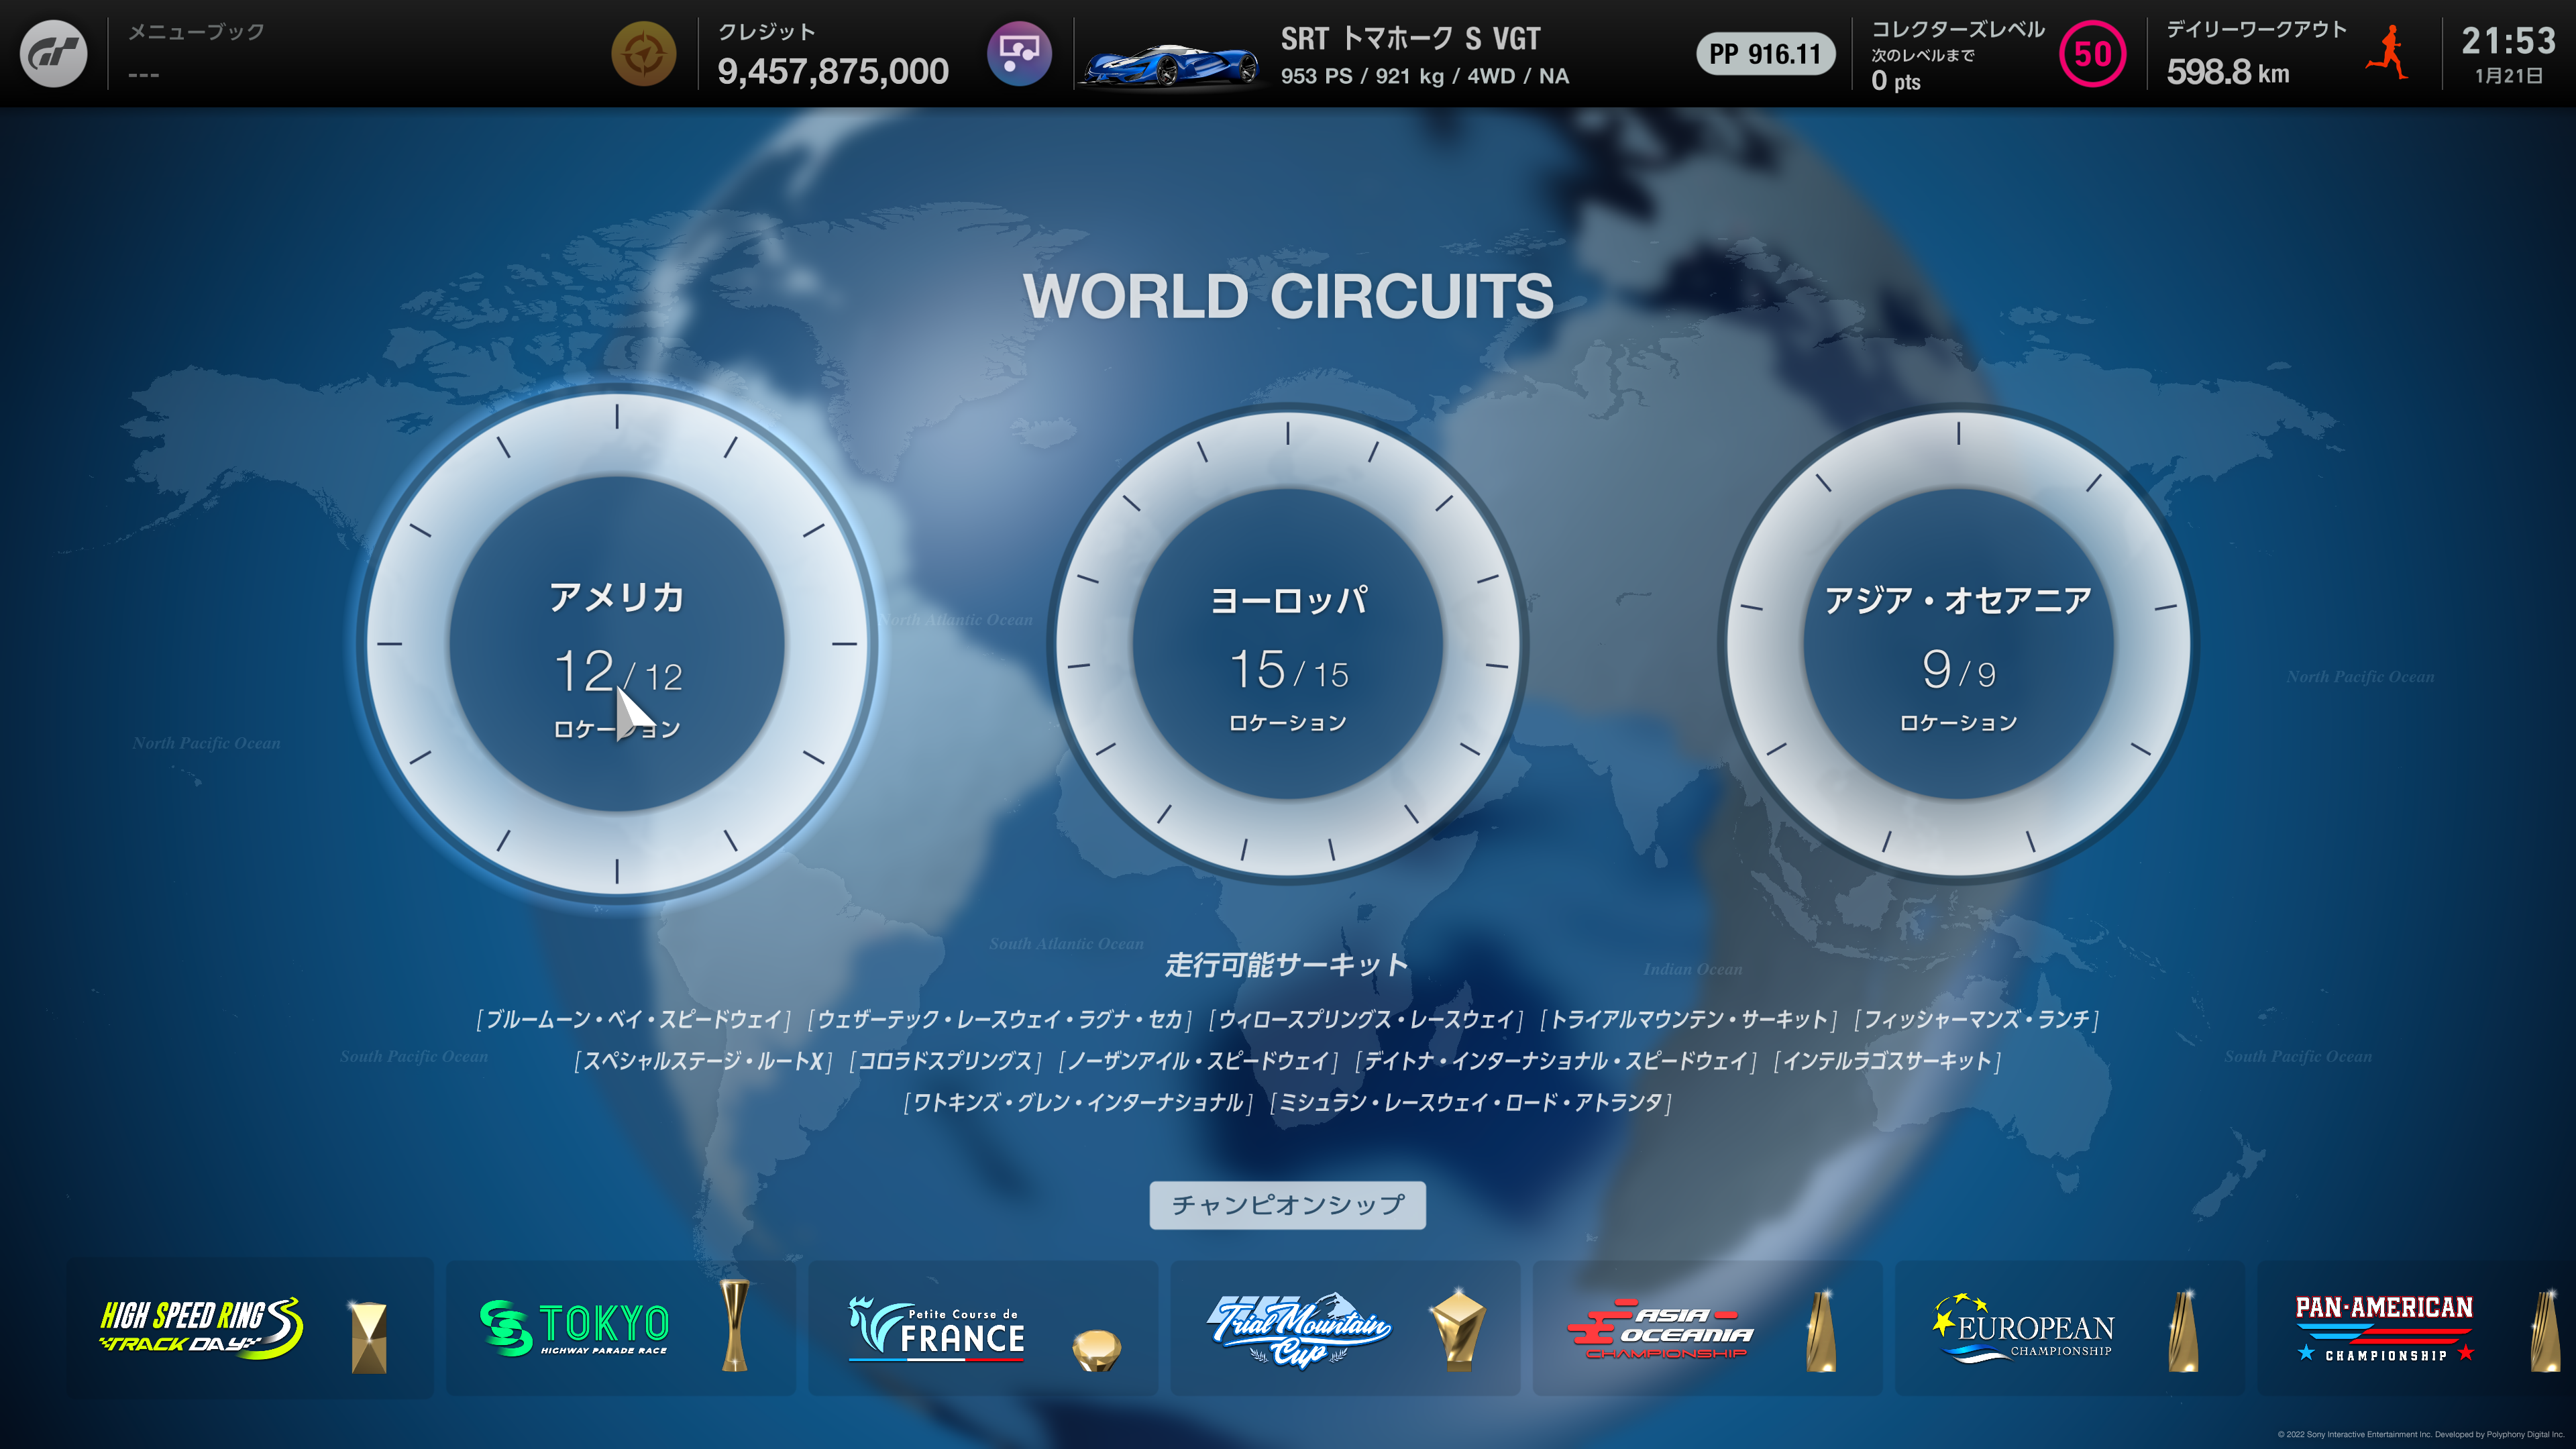 メニューブック
---
クレジット
9,457,875,000
SRT トマホーク S VGT
953 PS / 921 kg / 4WD / NA
PP 916.11
コレクターズレベル
次のレベルまで
0 pts
50
デイリーワークアウト
598.8 km
21:53
1月21日
WORLD CIRCUITS
アメリカ
12 / 12
ロケーション
ヨーロッパ
15 / 15
ロケーション
アジア・オセアニア
9 / 9
ロケーション
North Atlantic Ocean
North Pacific Ocean
North Pacific Ocean
South Atlantic Ocean
Indian Ocean
South Pacific Ocean
South Pacific Ocean
走行可能サーキット
[ブルームーン・ベイ・スピードウェイ] [ウェザーテック・レースウェイ・ラグナ・セカ] [ウィロースプリングス・レースウェイ] [トライアルマウンテン・サーキット] [フィッシャーマンズ・ランチ]
[スペシャルステージ・ルートX] [コロラドスプリングス] [ノーザンアイル・スピードウェイ] [デイトナ・インターナショナル・スピードウェイ] [インテルラゴスサーキット]
[ワトキンズ・グレン・インターナショナル] [ミシュラン・レースウェイ・ロード・アトランタ]
チャンピオンシップ
HIGH SPEED RING
TRACK DAY
TOKYO
HIGHWAY PARADE RACE
Petite Course de
FRANCE
Trial Mountain
Cup
ASIA
OCEANIA
CHAMPIONSHIP
EUROPEAN
CHAMPIONSHIP
PAN-AMERICAN
CHAMPIONSHIP
© 2022 Sony Interactive Entertainment Inc. Developed by Polyphony Digital Inc.